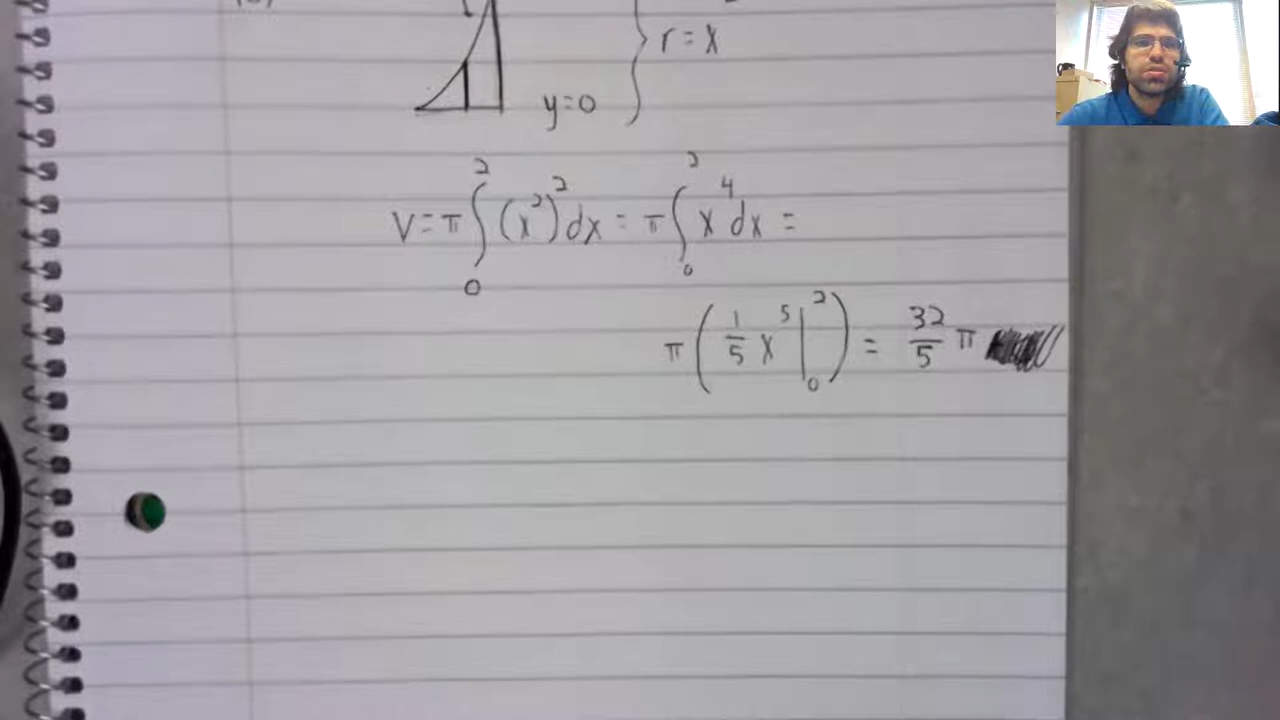 r = x
y=0
V = π ∫₀² (x²)² dx = π ∫₀² x⁴ dx =
π ( 1/5 x⁵ |₀² ) = 32/5 π